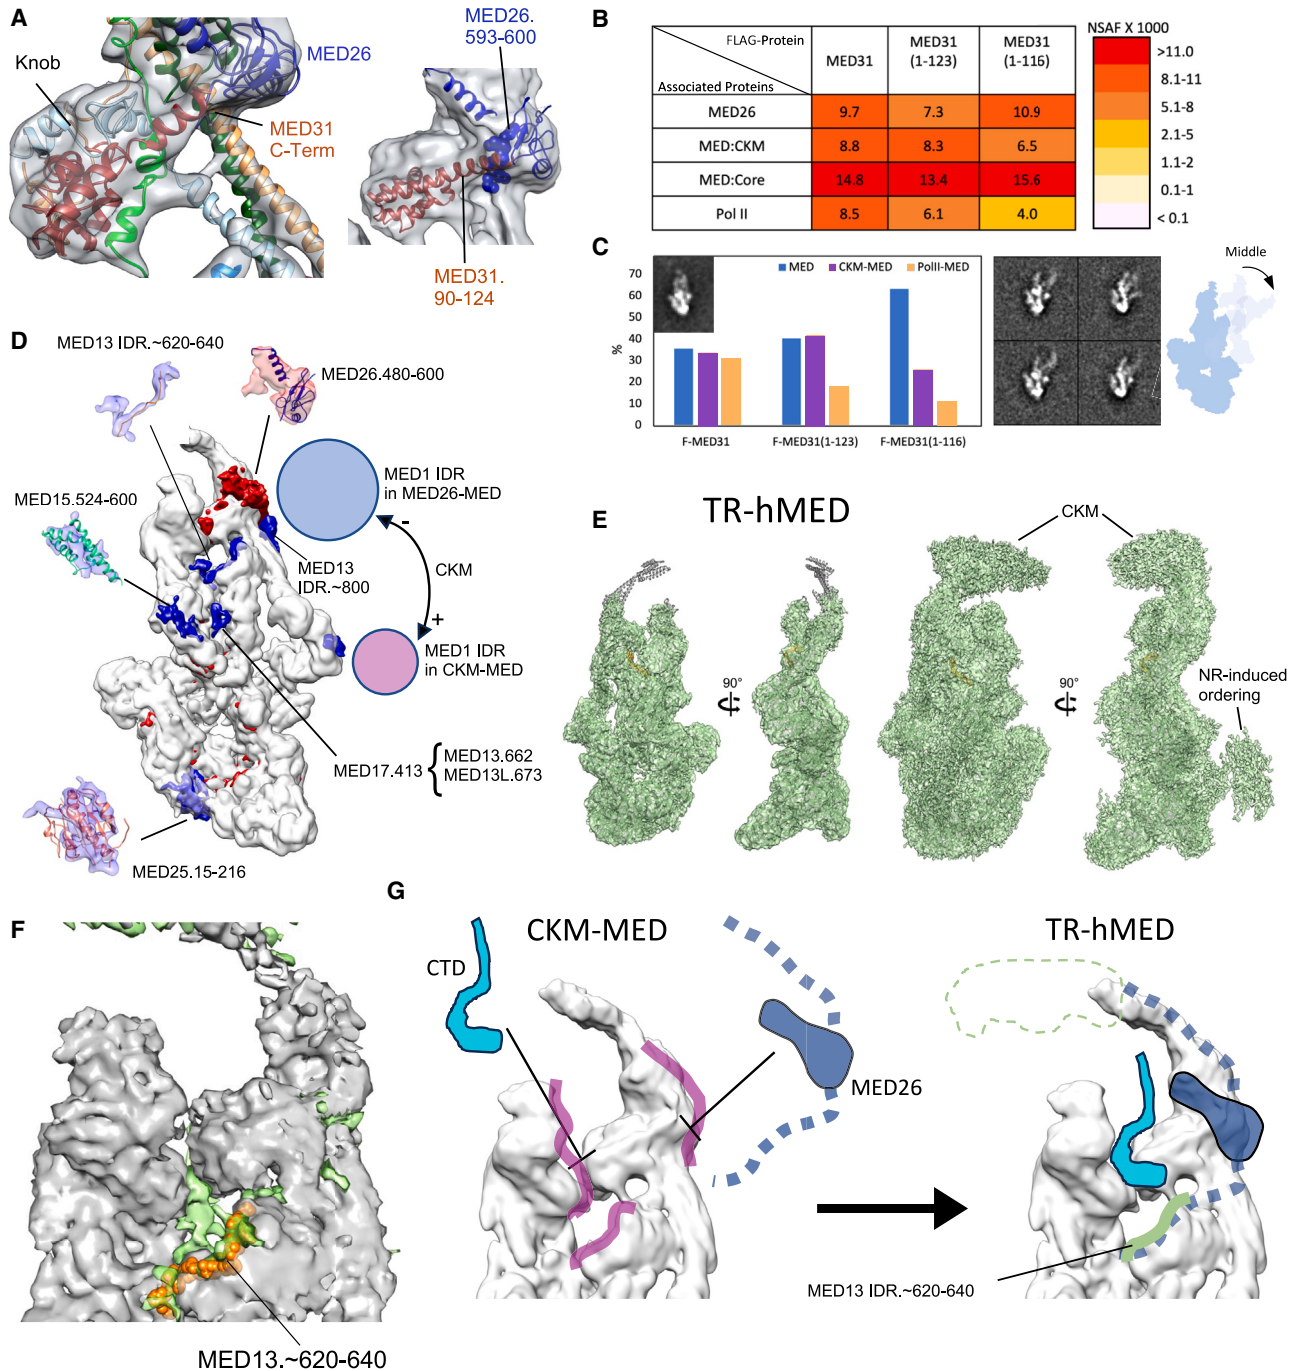 A
Knob
MED26
MED31
C-Term
MED26.
593-600
MED31.
90-124
B
FLAG-Protein
Associated Proteins
MED31
MED31
(1-123)
MED31
(1-116)
MED26 9.7 7.3 10.9
MED:CKM 8.8 8.3 6.5
MED:Core 14.8 13.4 15.6
Pol II 8.5 6.1 4.0
NSAF X 1000
>11.0
8.1-11
5.1-8
2.1-5
1.1-2
0.1-1
< 0.1
C
%
70
60
50
40
30
20
10
0
MED CKM-MED PolII-MED
F-MED31 F-MED31(1-123) F-MED31(1-116)
Middle
D
MED13 IDR.~620-640
MED26.480-600
MED15.524-600
MED1 IDR
in MED26-MED
-
CKM
+
MED13
IDR.~800
MED1 IDR
in CKM-MED
MED17.413 { MED13.662
MED13L.673
MED25.15-216
E
TR-hMED
CKM
90°
90°
NR-induced
ordering
F
MED13.~620-640
G
CKM-MED
CTD
MED26
TR-hMED
MED13 IDR.~620-640